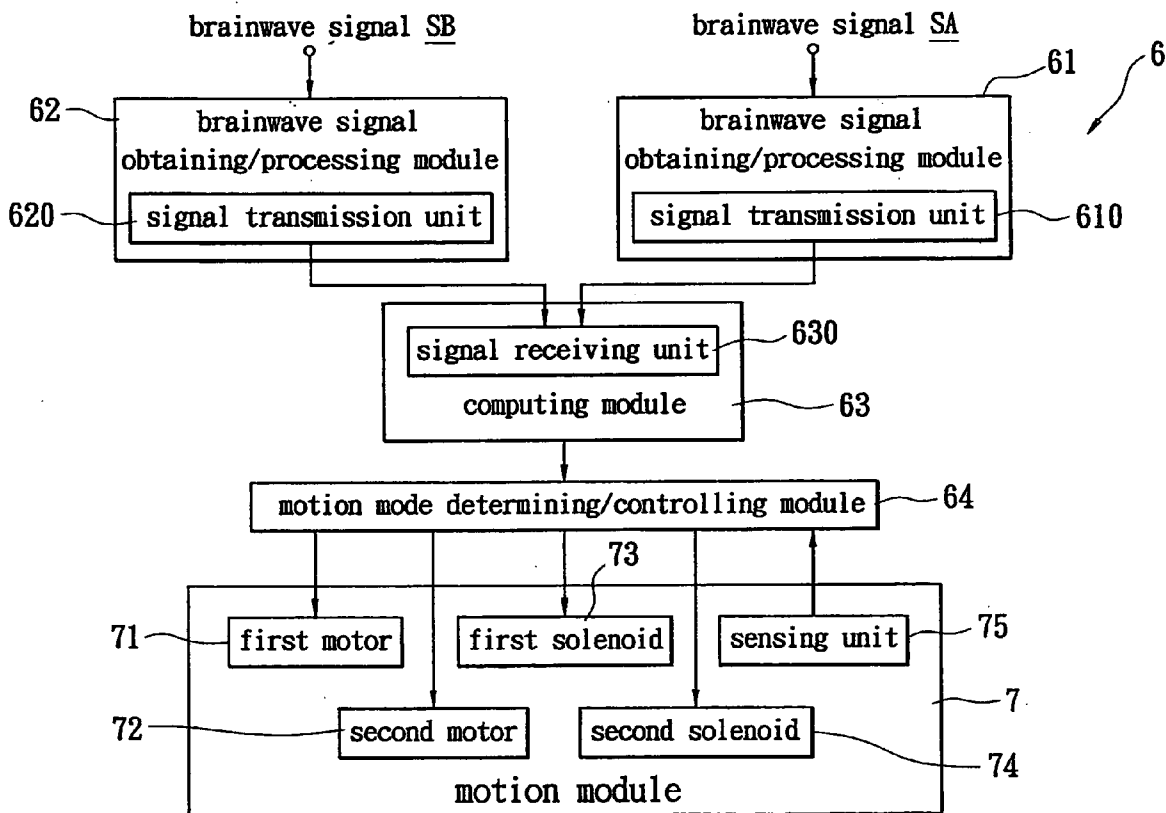 brainwave signal SB
brainwave signal SA
6
62
61
brainwave signal
obtaining/processing module
brainwave signal
obtaining/processing module
620
signal transmission unit
signal transmission unit
610
signal receiving unit
630
computing module
63
motion mode determining/controlling module
64
73
71
first motor
first solenoid
sensing unit
75
72
second motor
second solenoid
74
7
motion module